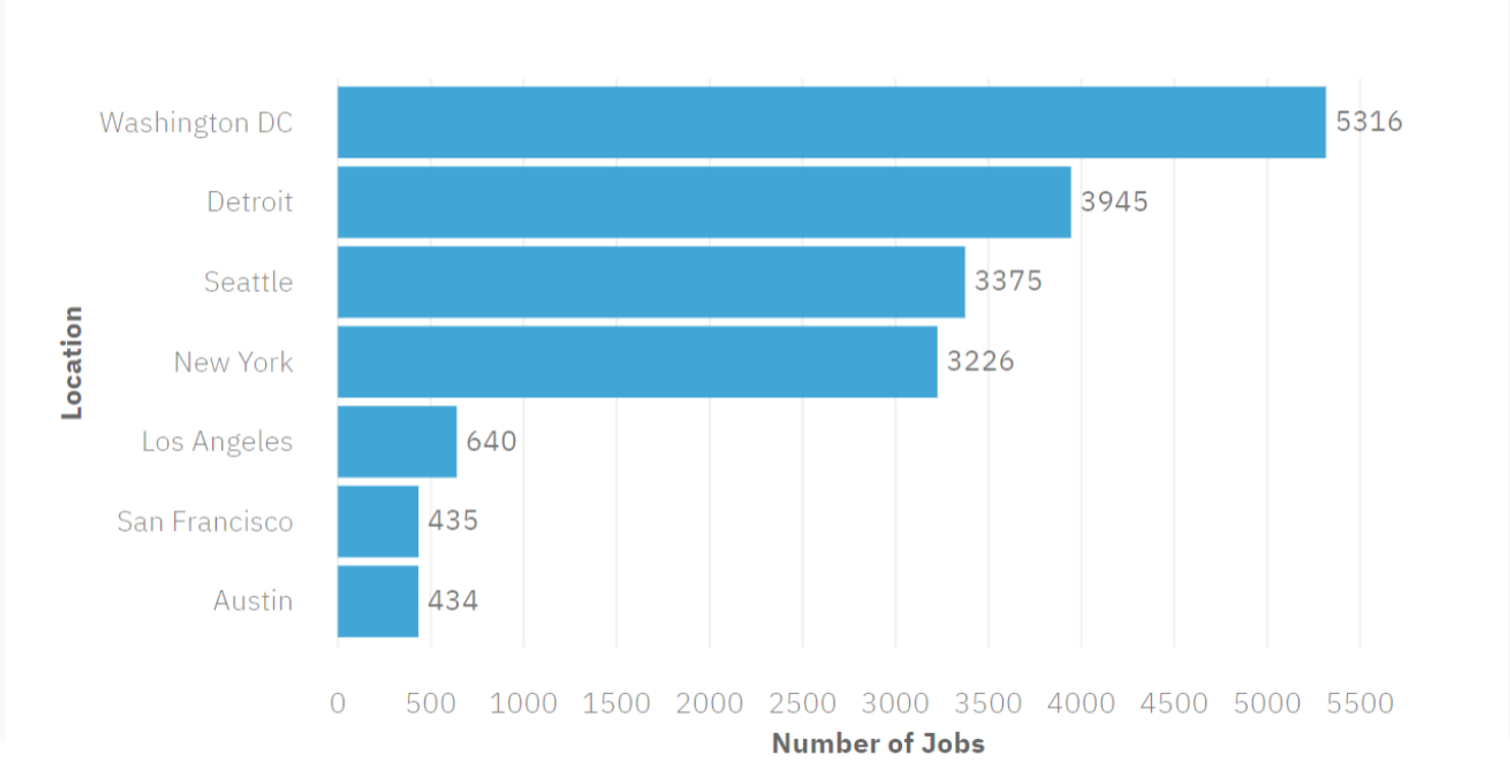 Washington DC 5316
Detroit 3945
Seattle 3375
New York 3226
Los Angeles 640
San Francisco 435
Austin 434
Location
0 500 1000 1500 2000 2500 3000 3500 4000 4500 5000 5500
Number of Jobs